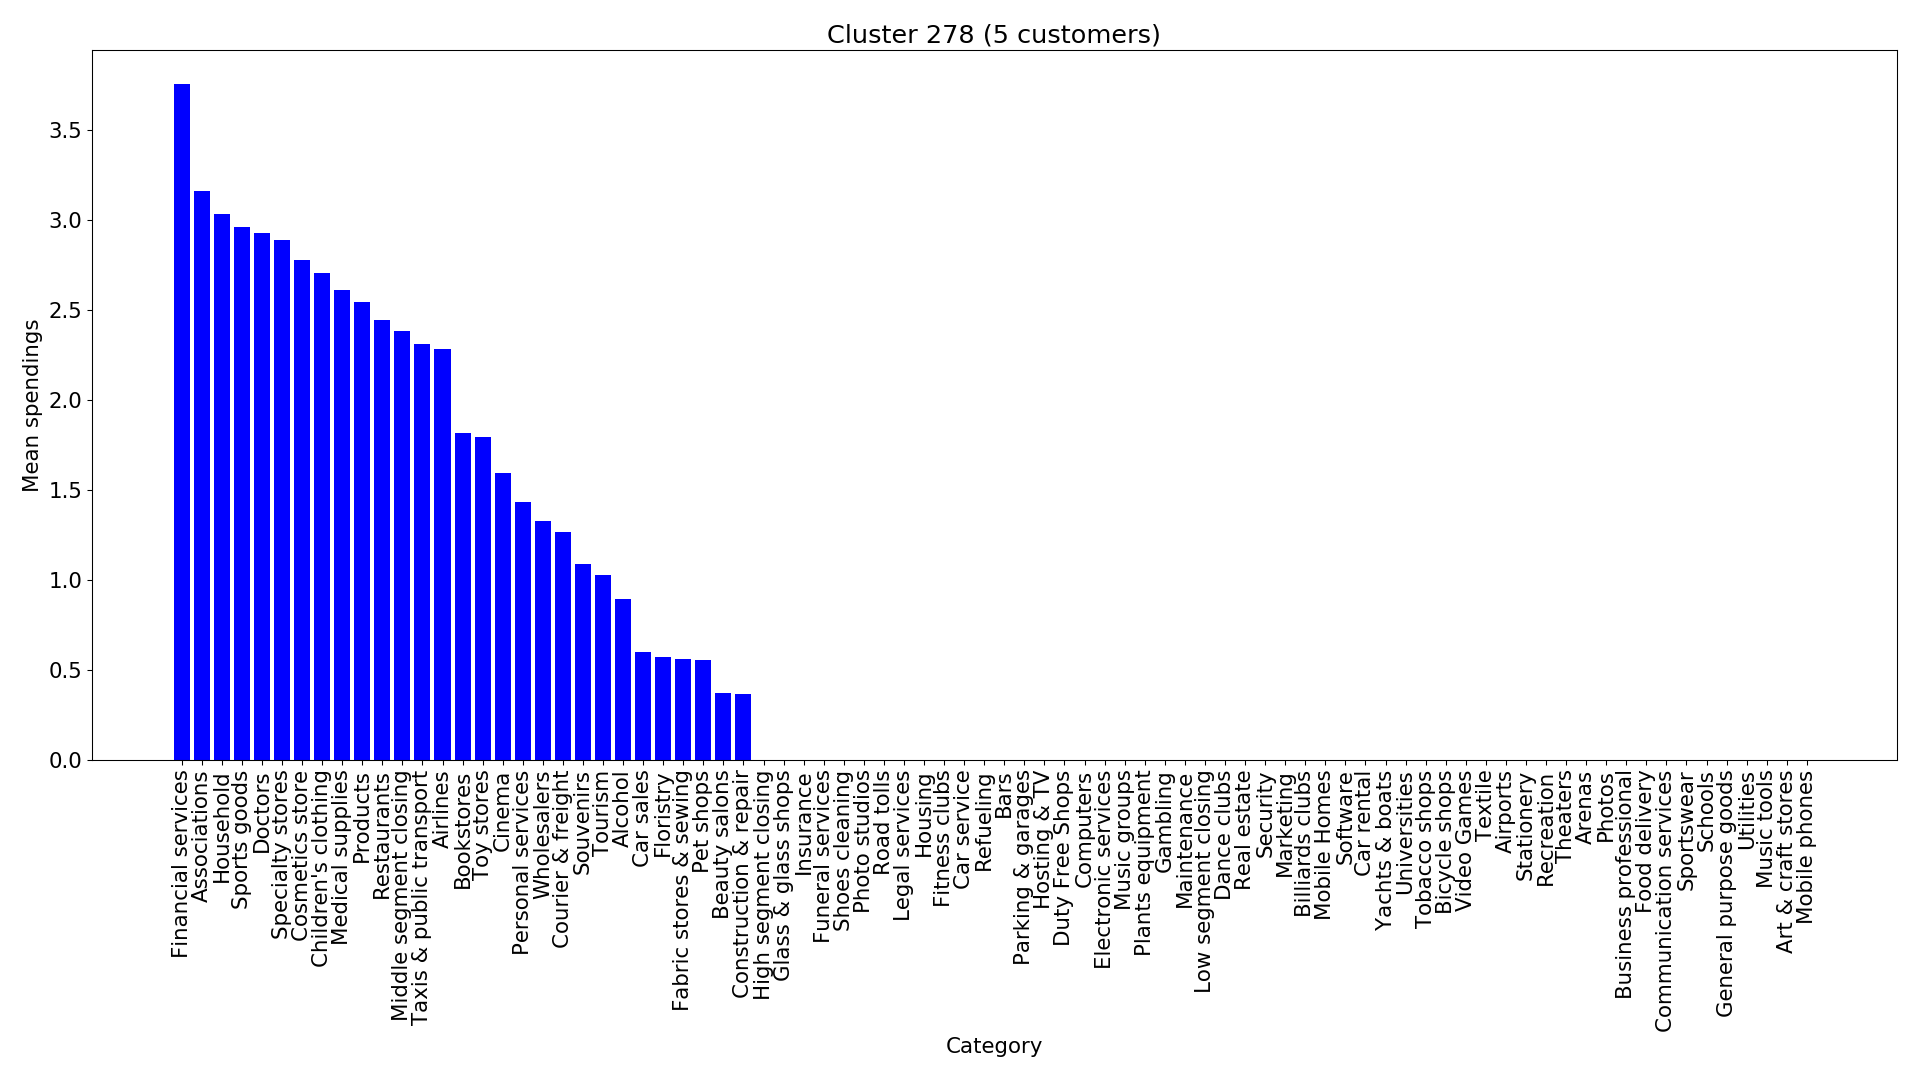 Cluster 278 (5 customers)
Mean spendings
3.5
3.0
2.5
2.0
1.5
1.0
0.5
0.0
Financial services
Associations
Household
Sports goods
Doctors
Specialty stores
Cosmetics store
Children's clothing
Medical supplies
Products
Restaurants
Middle segment closing
Taxis & public transport
Airlines
Bookstores
Toy stores
Cinema
Personal services
Wholesalers
Courier & freight
Souvenirs
Tourism
Alcohol
Car sales
Floristry
Fabric stores & sewing
Pet shops
Beauty salons
Construction & repair
High segment closing
Glass & glass shops
Insurance
Funeral services
Shoes cleaning
Photo studios
Road tolls
Legal services
Housing
Fitness clubs
Car service
Refueling
Bars
Parking & garages
Hosting & TV
Duty Free Shops
Computers
Electronic services
Music groups
Plants equipment
Gambling
Maintenance
Low segment closing
Dance clubs
Real estate
Security
Marketing
Billiards clubs
Mobile Homes
Software
Car rental
Yachts & boats
Universities
Tobacco shops
Bicycle shops
Video Games
Textile
Airports
Stationery
Recreation
Theaters
Arenas
Photos
Business professional
Food delivery
Communication services
Sportswear
Schools
General purpose goods
Utilities
Music tools
Art & craft stores
Mobile phones
Category